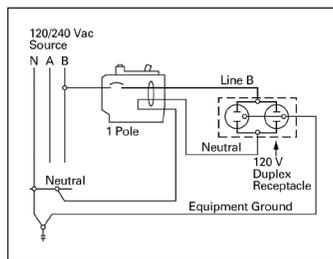 120/240 Vac
Source
N A B
Line B
1 Pole
Neutral
120 V
Duplex
Receptacle
Neutral
Equipment Ground